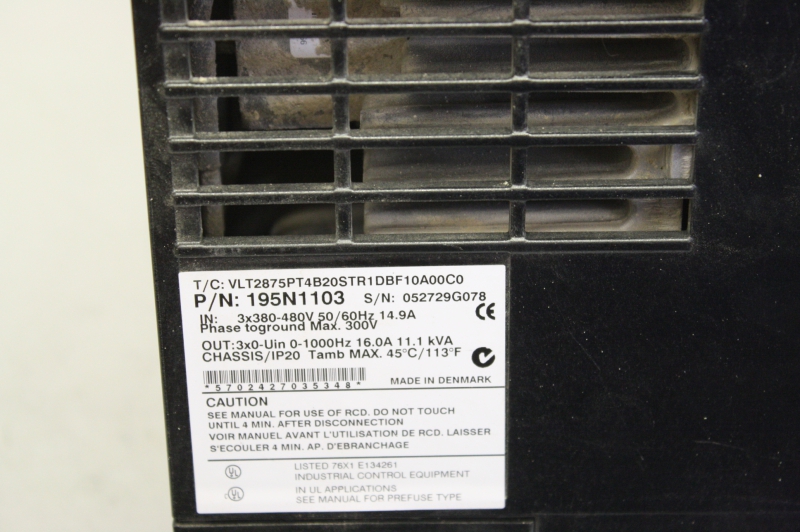 T/C: VLT2875PT4B20STR1DBF10A00C0
P/N: 195N1103 S/N: 052729G078
IN: 3x380-480V 50/60Hz 14.9A
Phase toground Max. 300V
CE
OUT:3x0-Uin 0-1000Hz 16.0A 11.1 kVA
CHASSIS/IP20 Tamb MAX. 45°C/113°F
*5702427035348*
MADE IN DENMARK
CAUTION
SEE MANUAL FOR USE OF RCD. DO NOT TOUCH
UNTIL 4 MIN. AFTER DISCONNECTION
VOIR MANUEL AVANT L'UTILISATION DE RCD. LAISSER
S'ECOULER 4 MIN. AP. D'EBRANCHAGE
UL LISTED 76X1 E134261
INDUSTRIAL CONTROL EQUIPMENT
c UL IN UL APPLICATIONS
SEE MANUAL FOR PREFUSE TYPE